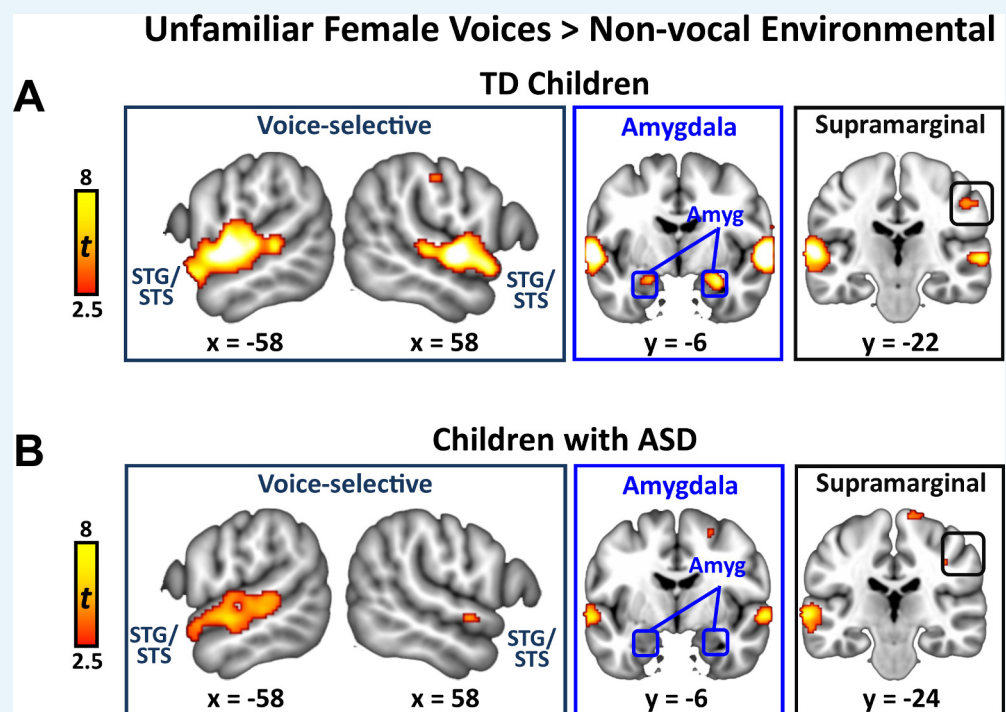 Unfamiliar Female Voices > Non-vocal Environmental
A
TD Children
Voice-selective
Amygdala
Supramarginal
8
t
2.5
Amyg
STG/
STS
STG/
STS
x = -58
x = 58
y = -6
y = -22
B
Children with ASD
Voice-selective
Amygdala
Supramarginal
8
t
2.5
Amyg
STG/
STS
STG/
STS
x = -58
x = 58
y = -6
y = -24